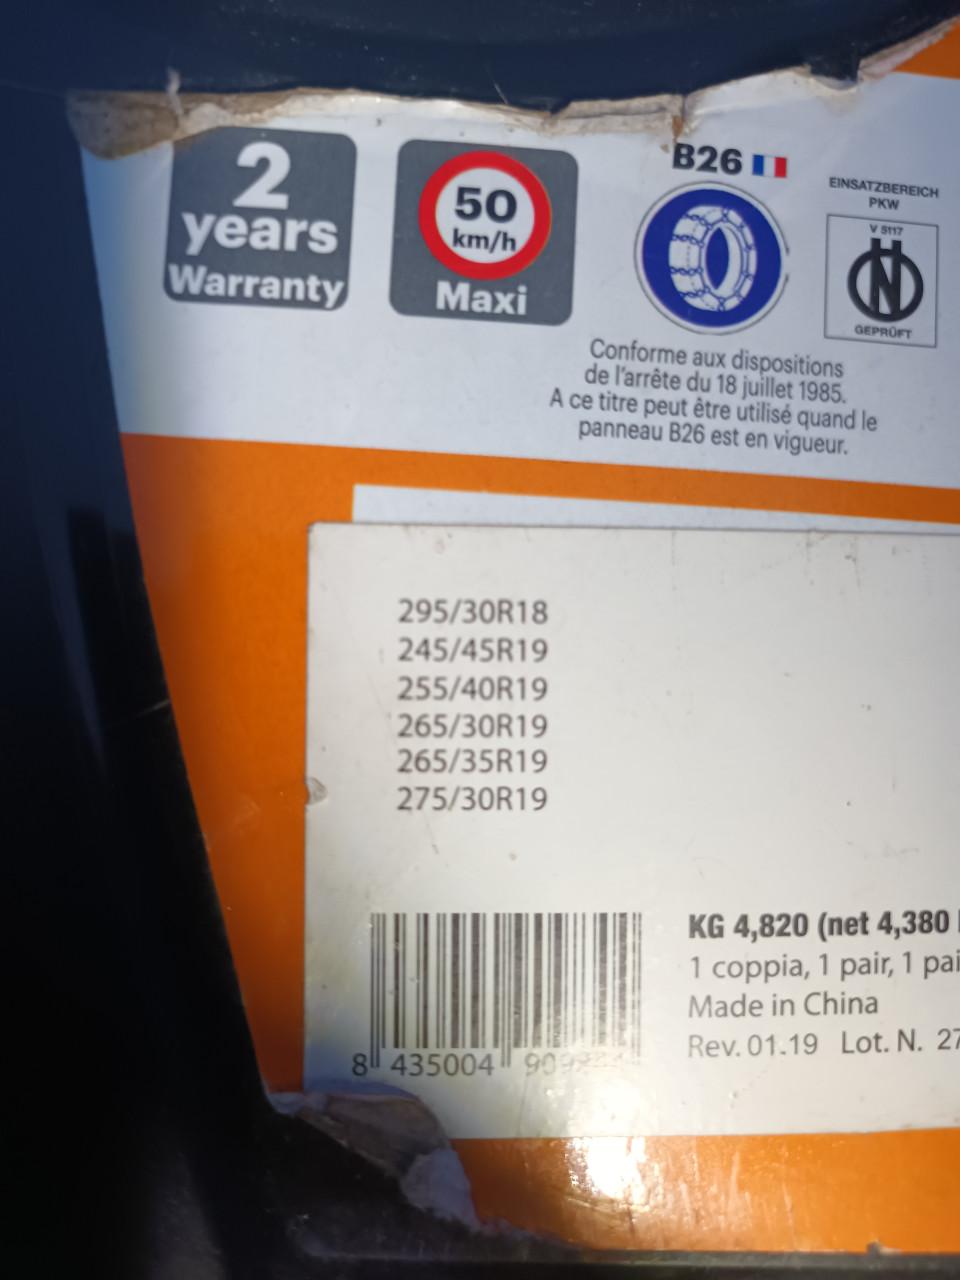 2
years
Warranty
50
km/h
Maxi
B26
EINSATZBEREICH
PKW
V 5117
GEPRÜFT
Conforme aux dispositions
de l'arrête du 18 juillet 1985.
A ce titre peut être utilisé quand le
panneau B26 est en vigueur.
295/30R18
245/45R19
255/40R19
265/30R19
265/35R19
275/30R19
KG 4,820 (net 4,380
1 coppia, 1 pair, 1 pai
Made in China
Rev. 01.19 Lot. N. 27
8 435004